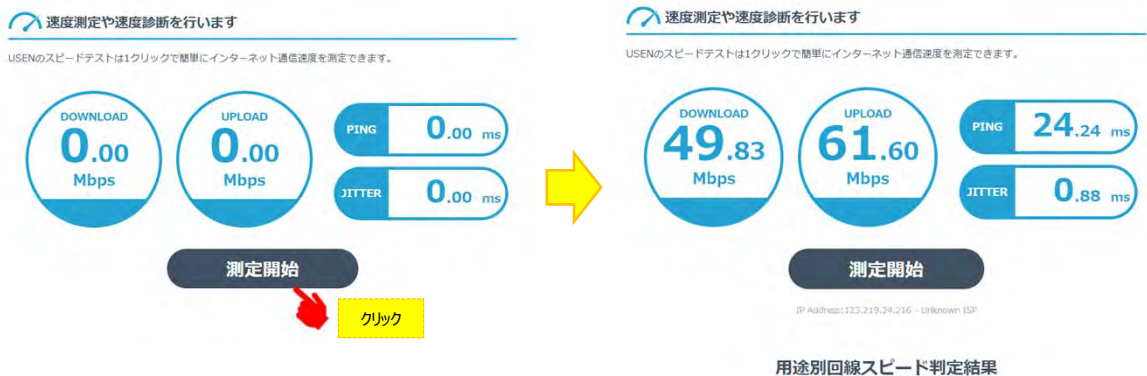 速度測定や速度診断を行います
USENのスピードテストは1クリックで簡単にインターネット通信速度を測定できます。
DOWNLOAD
0.00
Mbps
UPLOAD
0.00
Mbps
PING 0.00 ms
JITTER 0.00 ms
測定開始
クリック
速度測定や速度診断を行います
USENのスピードテストは1クリックで簡単にインターネット通信速度を測定できます。
DOWNLOAD
49.83
Mbps
UPLOAD
61.60
Mbps
PING 24.24 ms
JITTER 0.88 ms
測定開始
IP Address:123.219.24.216 - Unknown ISP
用途別回線スピード判定結果